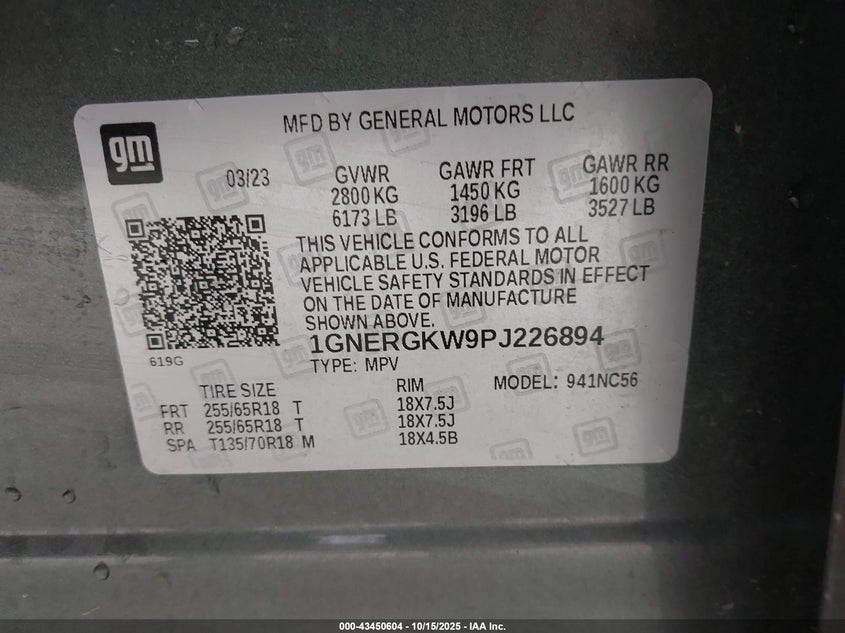 gm
MFD BY GENERAL MOTORS LLC
03/23 GVWR GAWR FRT GAWR RR
2800 KG 1450 KG 1600 KG
6173 LB 3196 LB 3527 LB
THIS VEHICLE CONFORMS TO ALL
APPLICABLE U.S. FEDERAL MOTOR
VEHICLE SAFETY STANDARDS IN EFFECT
ON THE DATE OF MANUFACTURE
SHOWN ABOVE.
1GNERGKW9PJ226894
619G
TYPE: MPV
TIRE SIZE RIM MODEL: 941NC56
FRT 255/65R18 T 18X7.5J
RR 255/65R18 T 18X7.5J
SPA T135/70R18 M 18X4.5B
000-43450604 - 10/15/2025 - IAA Inc.